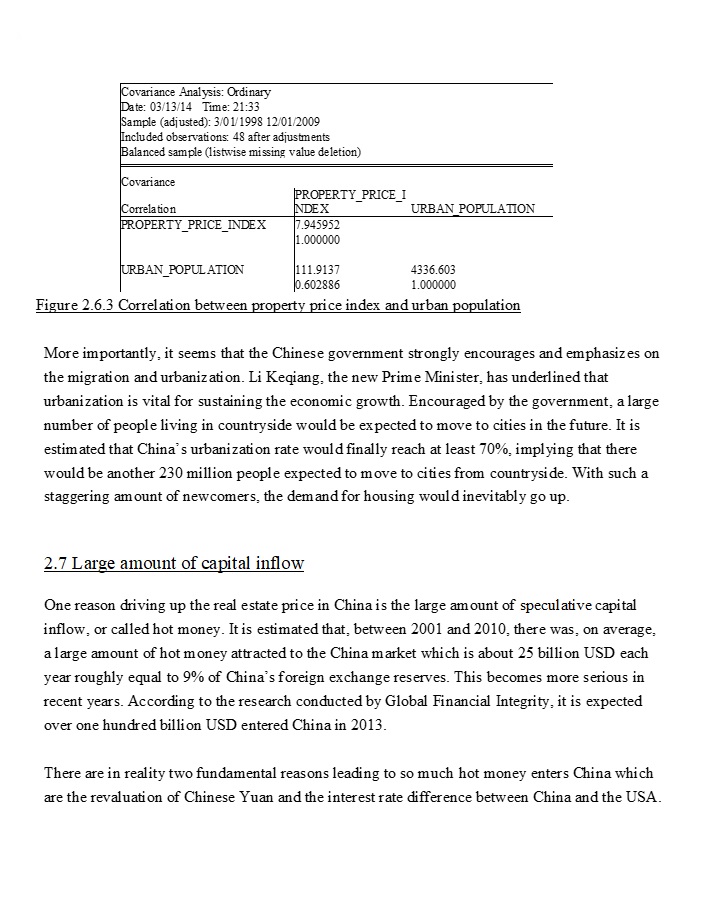 Covariance Analysis: Ordinary
Date: 03/13/14 Time: 21:33
Sample (adjusted): 3/01/1998 12/01/2009
Included observations: 48 after adjustments
Balanced sample (listwise missing value deletion)
Covariance
PROPERTY_PRICE_I
Correlation NDEX URBAN_POPULATION
PROPERTY_PRICE_INDEX 7.945952
1.000000
URBAN_POPULATION 111.9137 4336.603
0.602886 1.000000
Figure 2.6.3 Correlation between property price index and urban population
More importantly, it seems that the Chinese government strongly encourages and emphasizes on
the migration and urbanization. Li Keqiang, the new Prime Minister, has underlined that
urbanization is vital for sustaining the economic growth. Encouraged by the government, a large
number of people living in countryside would be expected to move to cities in the future. It is
estimated that China's urbanization rate would finally reach at least 70%, implying that there
would be another 230 million people expected to move to cities from countryside. With such a
staggering amount of newcomers, the demand for housing would inevitably go up.
2.7 Large amount of capital inflow
One reason driving up the real estate price in China is the large amount of speculative capital
inflow, or called hot money. It is estimated that, between 2001 and 2010, there was, on average,
a large amount of hot money attracted to the China market which is about 25 billion USD each
year roughly equal to 9% of China's foreign exchange reserves. This becomes more serious in
recent years. According to the research conducted by Global Financial Integrity, it is expected
over one hundred billion USD entered China in 2013.
There are in reality two fundamental reasons leading to so much hot money enters China which
are the revaluation of Chinese Yuan and the interest rate difference between China and the USA.